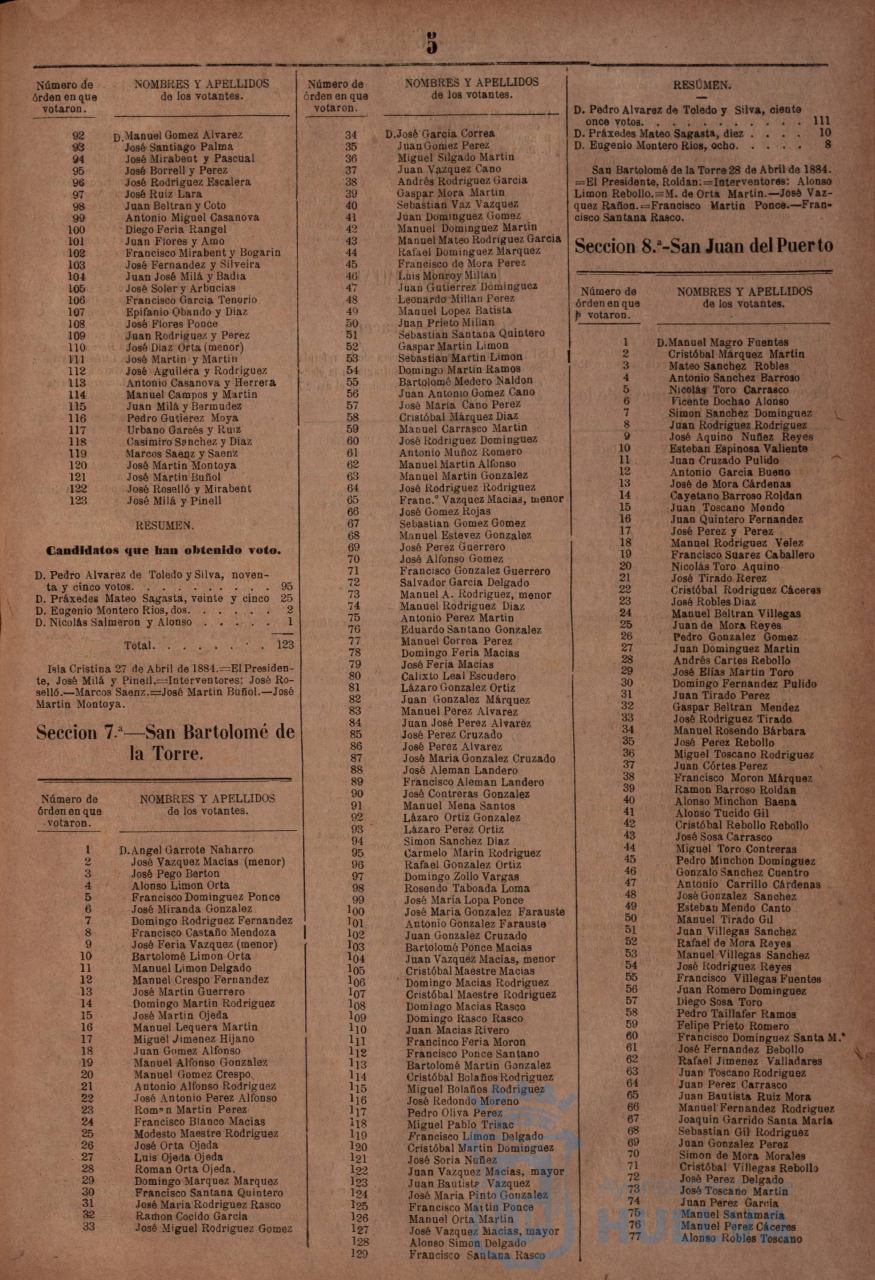 5
Número de
órden en que
votaron.
NOMBRES Y APELLIDOS
de los votantes.
92 D. Manuel Gomez Alvarez
93 José Santiago Palma
94 José Mirabent y Pascual
95 José Borrell y Perez
96 José Rodriguez Escalera
97 José Ruiz Lara
98 Juan Beltran y Coto
99 Antonio Miguel Casanova
100 Diego Feria Rangel
101 Juan Flores y Amo
102 Francisco Mirabent y Bogarin
103 José Fernandez y Silveira
104 Juan José Milá y Badia
105 José Soler y Arbucias
106 Francisco Garcia Tenorio
107 Epifanio Obando y Diaz
108 José Flores Ponce
109 Juan Rodriguez y Perez
110 José Diaz Orta (menor)
111 José Martin y Martin
112 José Aguilera y Rodriguez
113 Antonio Casanova y Herrera
114 Manuel Campos y Martin
115 Juan Milá y Bermudez
116 Pedro Gutierez Moya
117 Urbano Garcés y Ruiz
118 Casimiro Sanchez y Diaz
119 Marcos Saenz y Saenz
120 José Martin Montoya
121 José Martin Buñol
122 José Roselló y Mirabent
123 José Milá y Pinell
RESUMEN.
Candidatos que han obtenido voto.
D. Pedro Alvarez de Toledo y Silva, noven-
ta y cinco votos. . . . . . . . . . 95
D. Práxedes Mateo Sagasta, veinte y cinco 25
D. Eugenio Montero Rios, dos. . . . . . 2
D. Nicolás Salmeron y Alonso . . . . . 1
Total. . . . . . . . 123
Isla Cristina 27 de Abril de 1884.=El Presiden-
te, José Milá y Pinell.=Interventores: José Ro-
selló.—Marcos Saenz.=José Martin Buñol.—José
Martin Montoya.
Seccion 7.ª—San Bartolomé de
la Torre.
Número de
órden en que
votaron.
NOMBRES Y APELLIDOS
de los votantes.
1 D. Angel Garrote Naharro
2 José Vazquez Macias (menor)
3 José Pego Berton
4 Alonso Limon Orta
5 Francisco Dominguez Ponce
6 José Miranda Gonzalez
7 Domingo Rodriguez Fernandez
8 Francisco Castaño Mendoza
9 José Feria Vazquez (menor)
10 Bartolomé Limon Orta
11 Manuel Limon Delgado
12 Manuel Crespo Fernandez
13 José Martin Guerrero
14 Domingo Martin Rodriguez
15 José Martin Ojeda
16 Manuel Lequera Martin
17 Miguel Jimenez Hijano
18 Juan Gomez Alfonso
19 Manuel Alfonso Gonzalez
20 Manuel Gomez Crespo
21 Antonio Alfonso Rodriguez
22 José Antonio Perez Alfonso
23 Roman Martin Perez
24 Francisco Blanco Macias
25 Modesto Maestre Rodriguez
26 José Orta Ojeda
27 Luis Ojeda Ojeda
28 Roman Orta Ojeda.
29 Domingo Marquez Marquez
30 Francisco Santana Quintero
31 José Maria Rodriguez Rasco
32 Ramon Cocido Garcia
33 José Miguel Rodriguez Gomez
Número de
órden en que
votaron.
NOMBRES Y APELLIDOS
de los votantes.
34 D. José Garcia Correa
35 Juan Gomez Perez
36 Miguel Silgado Martin
37 Juan Vazquez Cano
38 Andrés Rodriguez Garcia
39 Gaspar Mora Martin
40 Sebastian Vaz Vazquez
41 Juan Dominguez Gomez
42 Manuel Dominguez Martin
43 Manuel Mateo Rodriguez Garcia
44 Rafael Dominguez Marquez
45 Francisco de Mora Perez
46 Luis Monroy Millan
47 Juan Gutierrez Dominguez
48 Leonardo Millan Perez
49 Manuel Lopez Batista
50 Juan Prieto Milian
51 Sebastian Santana Quintero
52 Gaspar Martin Limon
53 Sebastian Martin Limon
54 Domingo Martin Ramos
55 Bartolomé Medero Naldon
56 Juan Antonio Gomez Cano
57 José Maria Cano Perez
58 Cristóbal Márquez Diaz
59 Manuel Carrasco Martin
60 José Rodriguez Dominguez
61 Antonio Muñoz Romero
62 Manuel Martin Alfonso
63 Manuel Martin Gonzalez
64 José Rodriguez Rodriguez
65 Franc.º Vazquez Macias, menor
66 José Gomez Rojas
67 Sebastian Gomez Gomez
68 Manuel Estevez Gonzalez
69 José Perez Guerrero
70 José Alfonso Gomez
71 Francisco Gonzalez Guerrero
72 Salvador Garcia Delgado
73 Manuel A. Rodriguez, menor
74 Manuel Rodriguez Diaz
75 Antonio Perez Martin
76 Eduardo Santano Gonzalez
77 Manuel Correa Perez
78 Domingo Feria Macias
79 José Feria Macias
80 Calixto Leal Escudero
81 Lázaro Gonzalez Ortiz
82 Juan Gonzalez Márquez
83 Manuel Perez Alvarez
84 Juan José Perez Alvarez
85 José Perez Cruzado
86 José Perez Alvarez
87 José Maria Gonzalez Cruzado
88 José Aleman Landero
89 Francisco Aleman Landero
90 José Contreras Gonzalez
91 Manuel Mena Santos
92 Lázaro Ortiz Gonzalez
93 Lázaro Perez Ortiz
94 Simon Sanchez Diaz
95 Carmelo Marin Rodriguez
96 Rafael Gonzalez Ortiz
97 Domingo Zollo Vargas
98 Rosendo Taboada Loma
99 José María Lopa Ponce
100 José Maria Gonzalez Farauste
101 Antonio Gonzalez Farauste
102 Juan Gonzalez Cruzado
103 Bartolomé Ponce Macias
104 Juan Vazquez Macias, menor
105 Cristóbal Maestre Macias
106 Domingo Macias Rodriguez
107 Cristóbal Maestre Rodriguez
108 Domingo Macias Rasco
109 Domingo Rasco Rasco
110 Juan Macias Rivero
111 Francinco Feria Moron
112 Francisco Ponce Santano
113 Bartolomé Martin Gonzalez
114 Cristóbal Bolaños Rodriguez
115 Miguel Bolaños Rodriguez
116 José Redondo Moreno
117 Pedro Oliva Perez
118 Miguel Pablo Trisac
119 Francisco Limon Delgado
120 Cristóbal Martin Dominguez
121 José Soria Nuñez
122 Juan Vazquez Macias, mayor
123 Juan Bautista Vazquez
124 José Maria Pinto Gonzalez
125 Francisco Martin Ponce
126 Manuel Orta Martin
127 José Vazquez Macias, mayor
128 Alonso Simon Delgado
129 Francisco Santana Rasco
RESÚMEN.
D. Pedro Alvarez de Toledo y Silva, ciento
once votos. . . . . . . . . . . 111
D. Práxedes Mateo Sagasta, diez . . . . 10
D. Eugenio Montero Rios, ocho. . . . . 8
San Bartolomé de la Torre 28 de Abril de 1884.
=El Presidente, Roldan:=Interventores: Alonso
Limon Rebollo.=M. de Orta Martin.—José Vaz-
quez Rañon.=Francisco Martin Ponce.—Fran-
cisco Santana Rasco.
Seccion 8.ª-San Juan del Puerto
Número de
órden en que
votaron.
NOMBRES Y APELLIDOS
de los votantes.
1 D. Manuel Magro Fuentes
2 Cristóbal Márquez Martin
3 Mateo Sanchez Robles
4 Antonio Sanchez Barroso
5 Nicolás Toro Carrasco
6 Vicente Dochao Alonso
7 Simon Sanchez Dominguez
8 Juan Rodriguez Rodriguez
9 José Aquino Nuñez Reyes
10 Esteban Espinosa Valiente
11 Juan Cruzado Pulido
12 Antonio Garcia Bueno
13 José de Mora Cárdenas
14 Cayetano Barroso Roldan
15 Juan Toscano Mendo
16 Juan Quintero Fernandez
17 José Perez y Perez
18 Manuel Rodriguez Velez
19 Francisco Suarez Caballero
20 Nicolás Toro Aquino
21 José Tirado Rerez
22 Cristóbal Rodriguez Cáceres
23 José Robles Diaz
24 Manuel Beltran Villegas
25 Juan de Mora Reyes
26 Pedro Gonzalez Gomez
27 Juan Dominguez Martin
28 Andrés Cartes Rebollo
29 José Elías Martin Toro
30 Domingo Fernandez Pulido
31 Juan Tirado Perez
32 Gaspar Beltran Mendez
33 José Rodriguez Tirado
34 Manuel Rosendo Bárbara
35 José Perez Rebollo
36 Miguel Toscano Rodriguez
37 Juan Córtes Perez
38 Francisco Moron Márquez
39 Ramon Barroso Roldan
40 Alonso Minchon Baena
41 Alonso Tucido Gil
42 Cristóbal Rebollo Rebollo
43 José Sosa Carrasco
44 Miguel Toro Contreras
45 Pedro Minchon Dominguez
46 Gonzalo Sanchez Cuentro
47 Antonio Carrillo Cárdenas
48 José Gonzalez Sanchez
49 Esteban Mendo Canto
50 Manuel Tirado Gil
51 Juan Villegas Sanchez
52 Rafael de Mora Reyes
53 Manuel Villegas Sanchez
54 José Rodriguez Reyes
55 Francisco Villegas Fuentes
56 Juan Romero Dominguez
57 Diego Sosa Toro
58 Pedro Taillafer Ramos
59 Felipe Prieto Romero
60 Francisco Dominguez Santa M.ª
61 José Fernandez Bebollo
62 Rafael Jimenez Valladares
63 Juan Toscano Rodriguez
64 Juan Perez Carrasco
65 Juan Bautista Ruiz Mora
66 Manuel Fernandez Rodriguez
67 Joaquin Garrido Santa María
68 Sebastian Gil Rodriguez
69 Juan Gonzalez Perez
70 Simon de Mora Morales
71 Cristóbal Villegas Rebollo
72 José Perez Delgado
73 José Toscano Martin
74 Juan Perez Garcia
75 Manuel Santamaría
76 Manuel Perez Cáceres
77 Alonso Robles Toscano